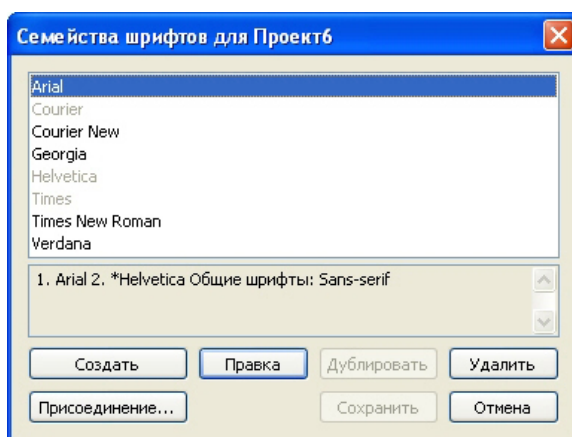 Семейства шрифтов для Проект6
Arial
Courier
Courier New
Georgia
Helvetica
Times
Times New Roman
Verdana
1. Arial 2. *Helvetica Общие шрифты: Sans-serif
Создать Правка Дублировать Удалить
Присоединение... Сохранить Отмена